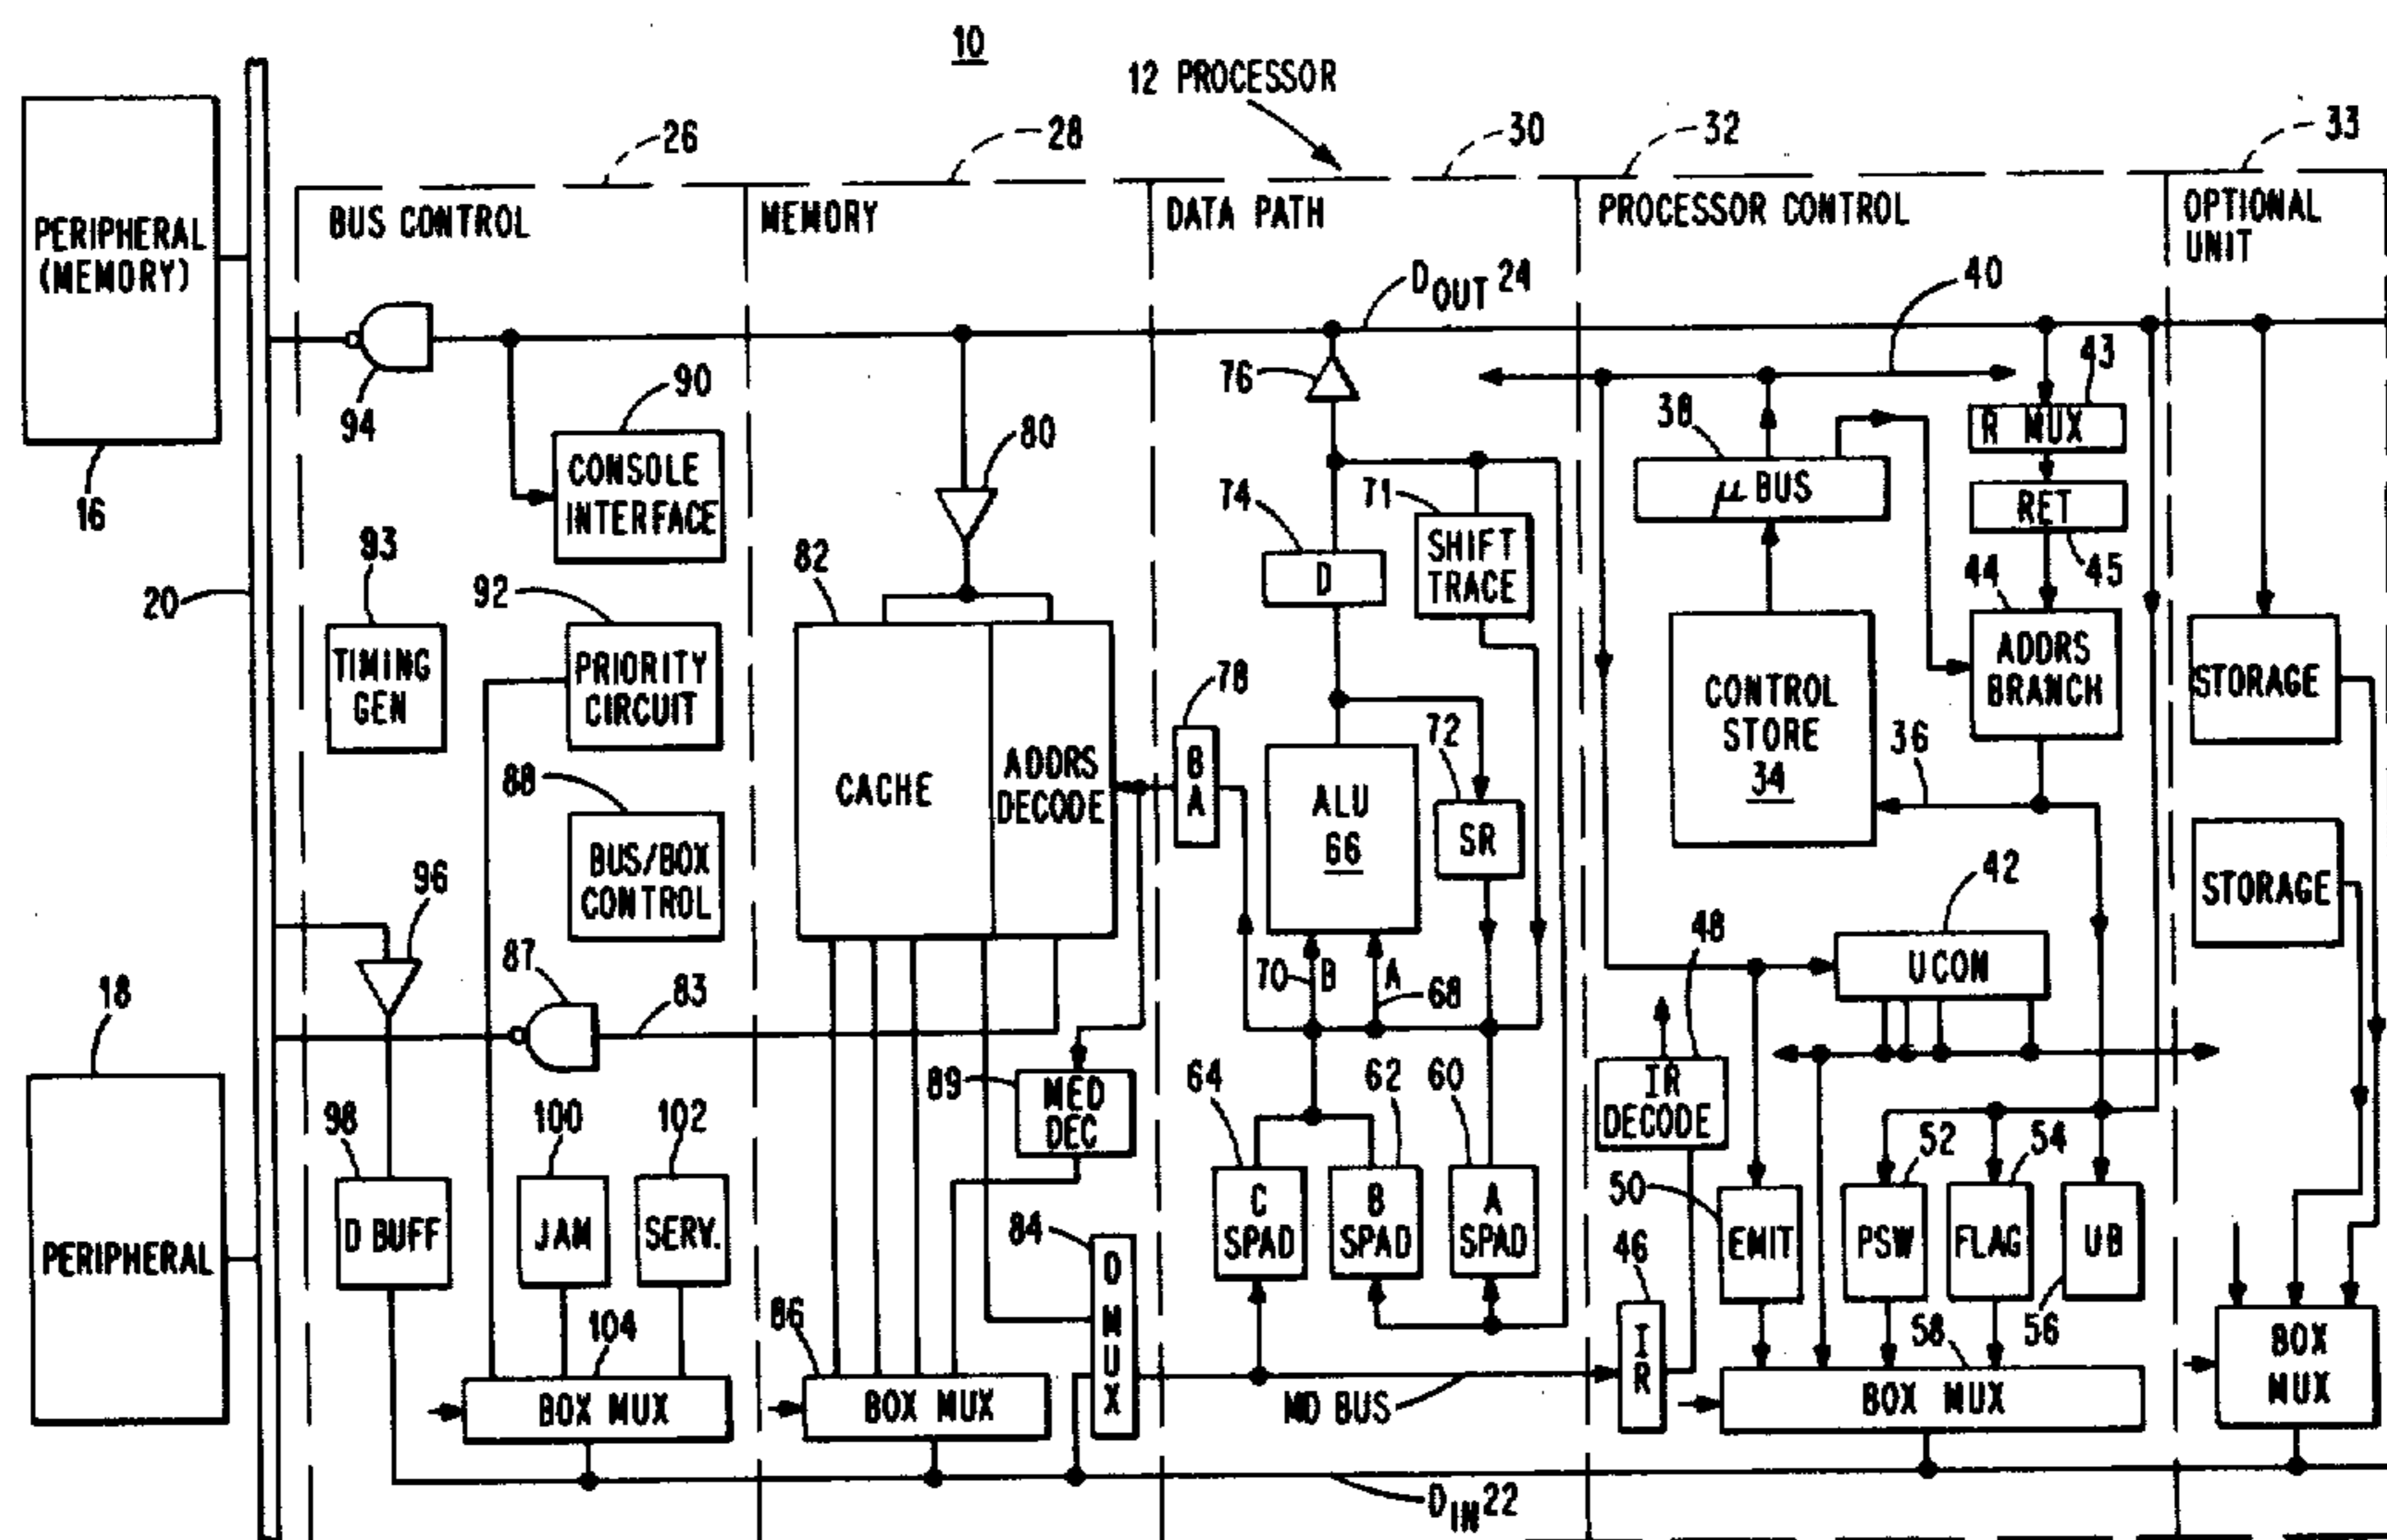 10
12 PROCESSOR
26
28
30
32
33
BUS CONTROL
MEMORY
DATA PATH
PROCESSOR CONTROL
OPTIONAL
UNIT
PERIPHERAL
(MEMORY)
16
20
18
PERIPHERAL
94
90
CONSOLE
INTERFACE
93
TIMING
GEN
92
PRIORITY
CIRCUIT
88
BUS/BOX
CONTROL
96
87
83
98
D BUFF
100
JAM
102
SERV.
104
BOX MUX
80
82
CACHE
ADDRS
DECODE
89
MED
DEC
84
D
M
U
X
86
BOX MUX
DOUT 24
76
74
D
71
SHIFT
TRACE
78
B
A
72
SR
ALU
66
70
B
A
68
64
C
SPAD
62
B
SPAD
60
A
SPAD
MD BUS
DIN 22
40
38
μ BUS
43
R MUX
RET
45
44
ADDRS
BRANCH
CONTROL
STORE
34
36
42
UCON
48
IR
DECODE
46
I
R
50
EMIT
52
PSW
54
FLAG
UB
56
58
BOX MUX
STORAGE
STORAGE
BOX
MUX